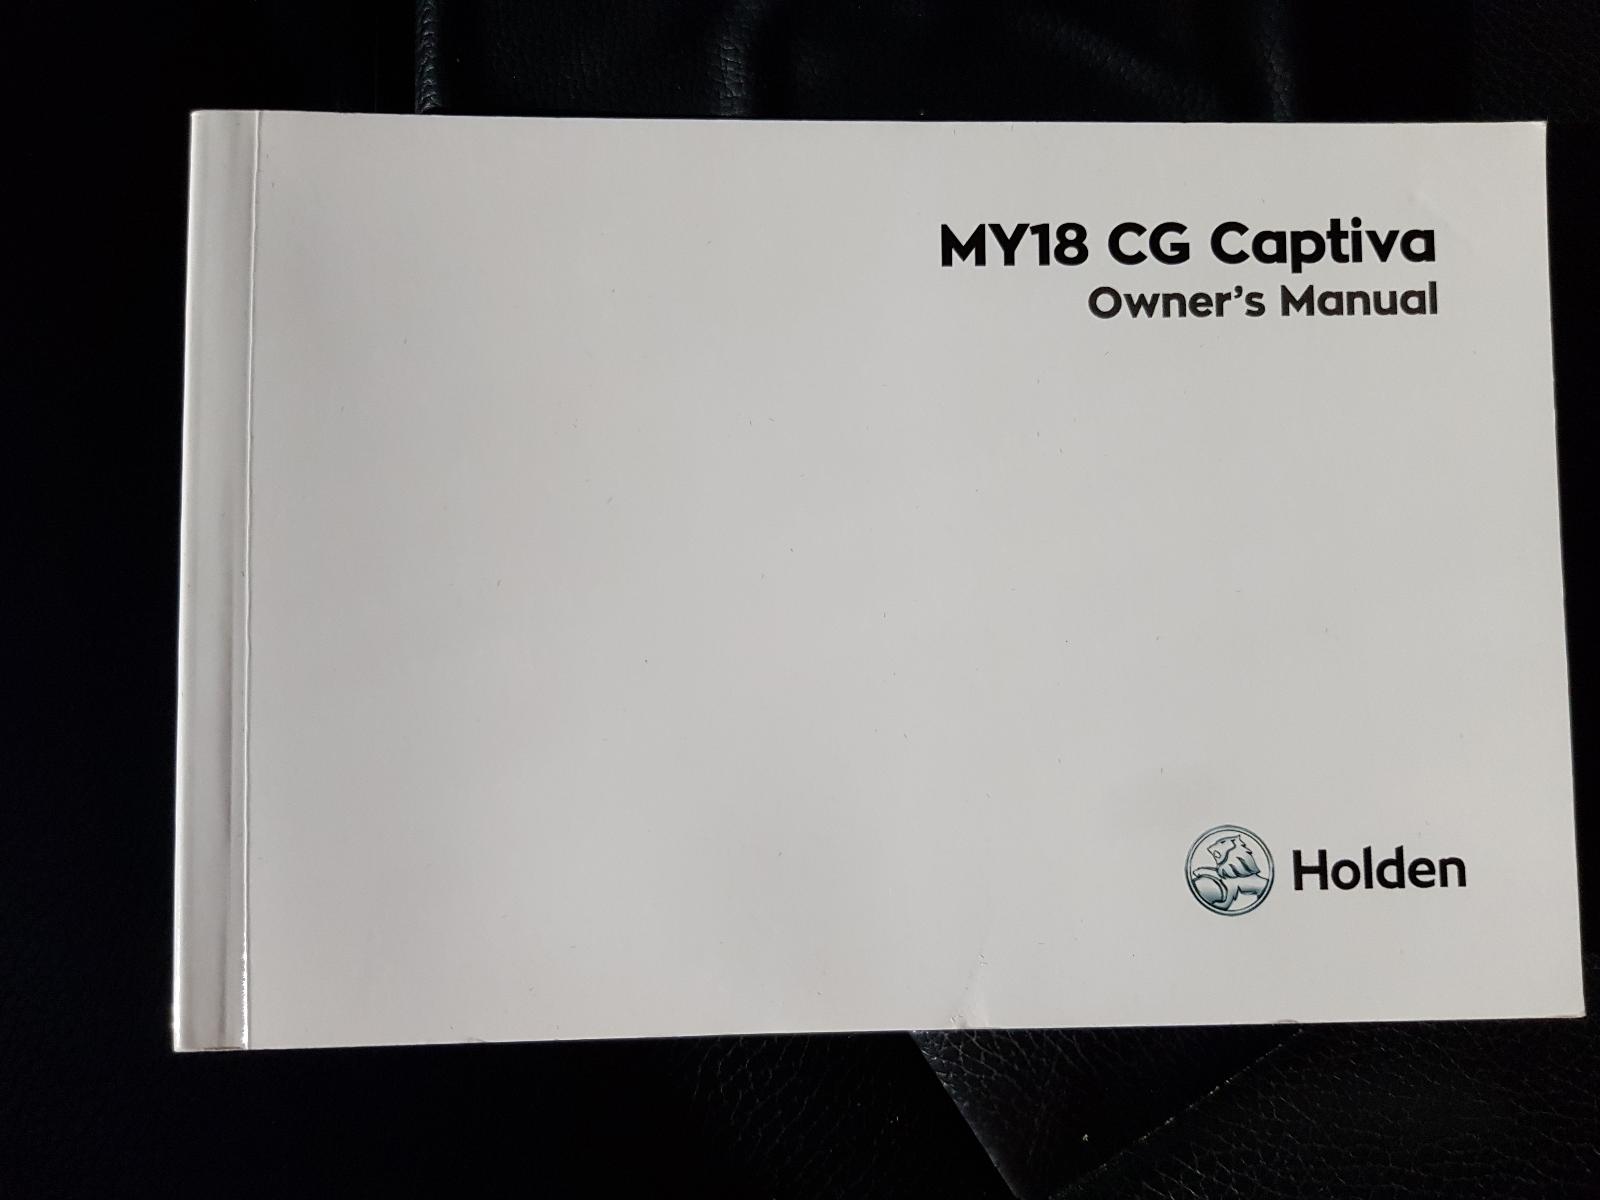 MY18 CG Captiva
Owner’s Manual
Holden